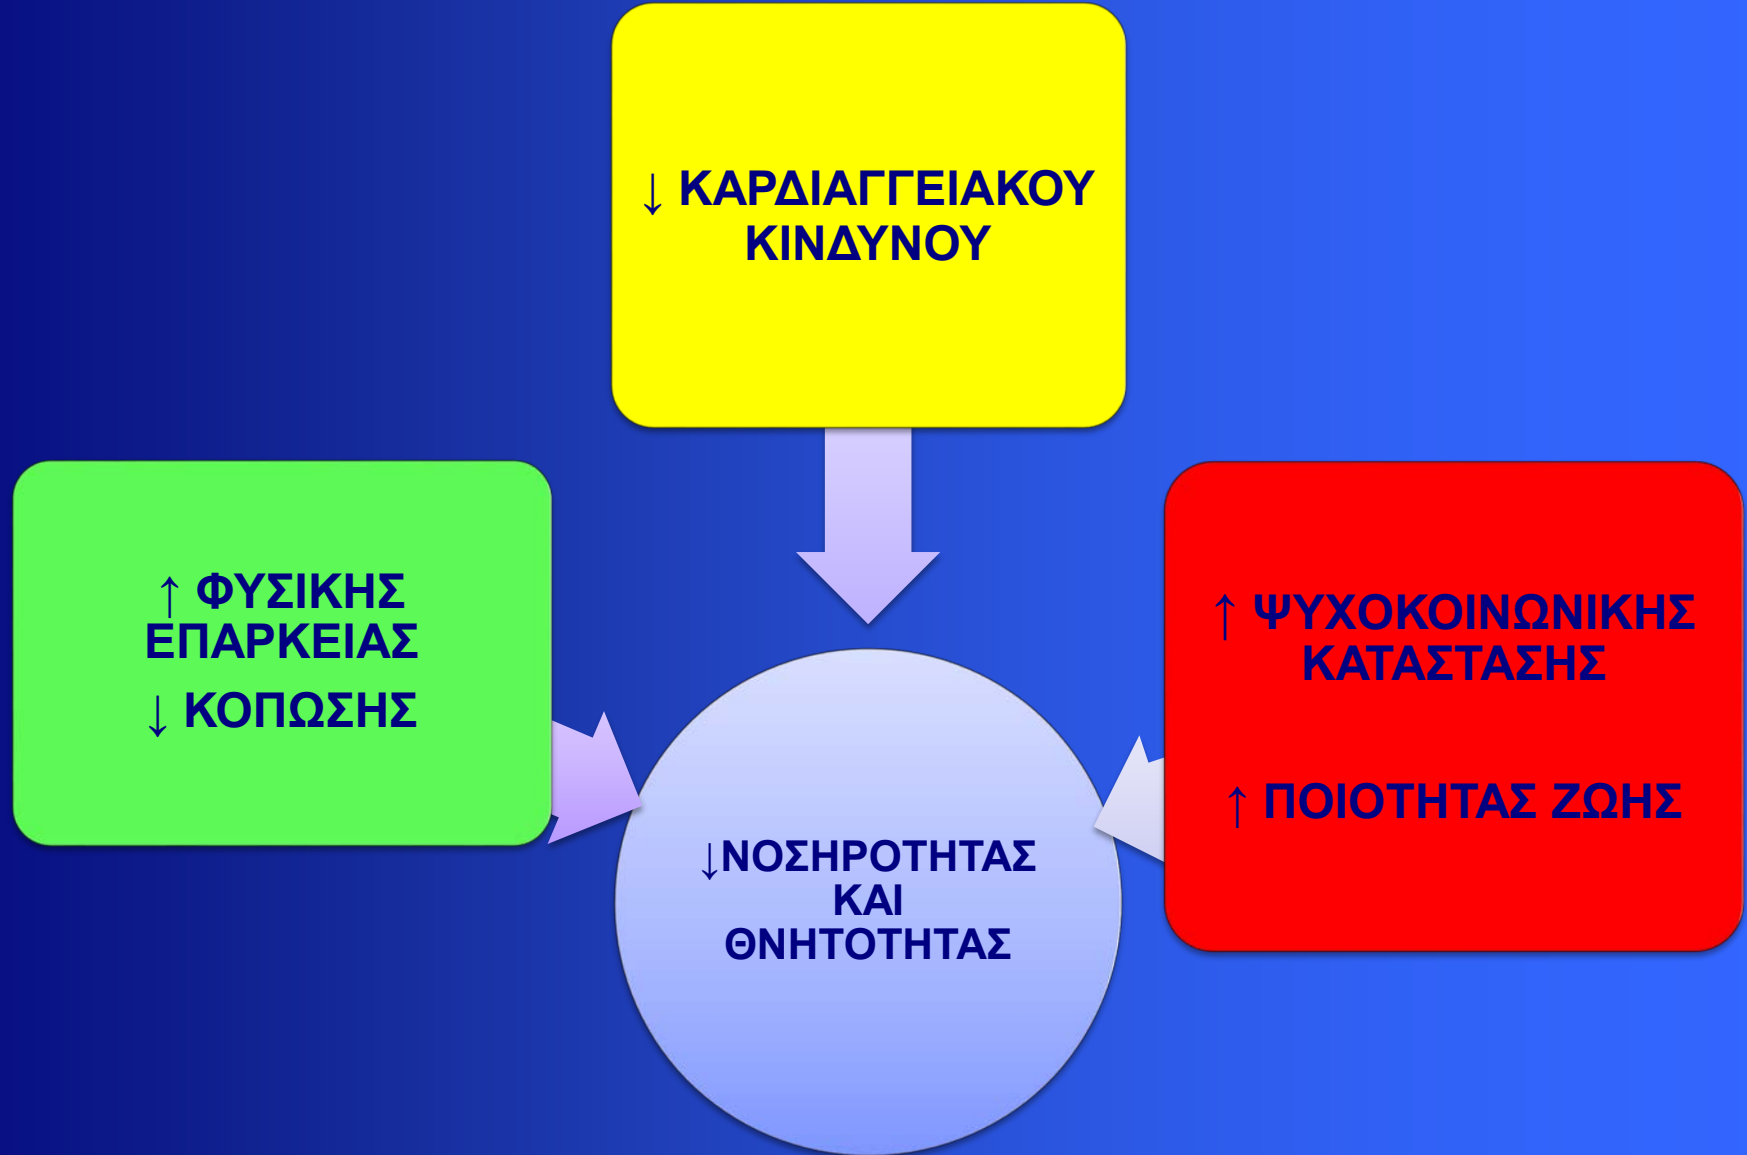 ↓ ΚΑΡΔΙΑΓΓΕΙΑΚΟΥ
ΚΙΝΔΥΝΟΥ
↑ ΦΥΣΙΚΗΣ
ΕΠΑΡΚΕΙΑΣ
↓ ΚΟΠΩΣΗΣ
↑ ΨΥΧΟΚΟΙΝΩΝΙΚΗΣ
ΚΑΤΑΣΤΑΣΗΣ
↑ ΠΟΙΟΤΗΤΑΣ ΖΩΗΣ
↓ΝΟΣΗΡΟΤΗΤΑΣ
ΚΑΙ
ΘΝΗΤΟΤΗΤΑΣ